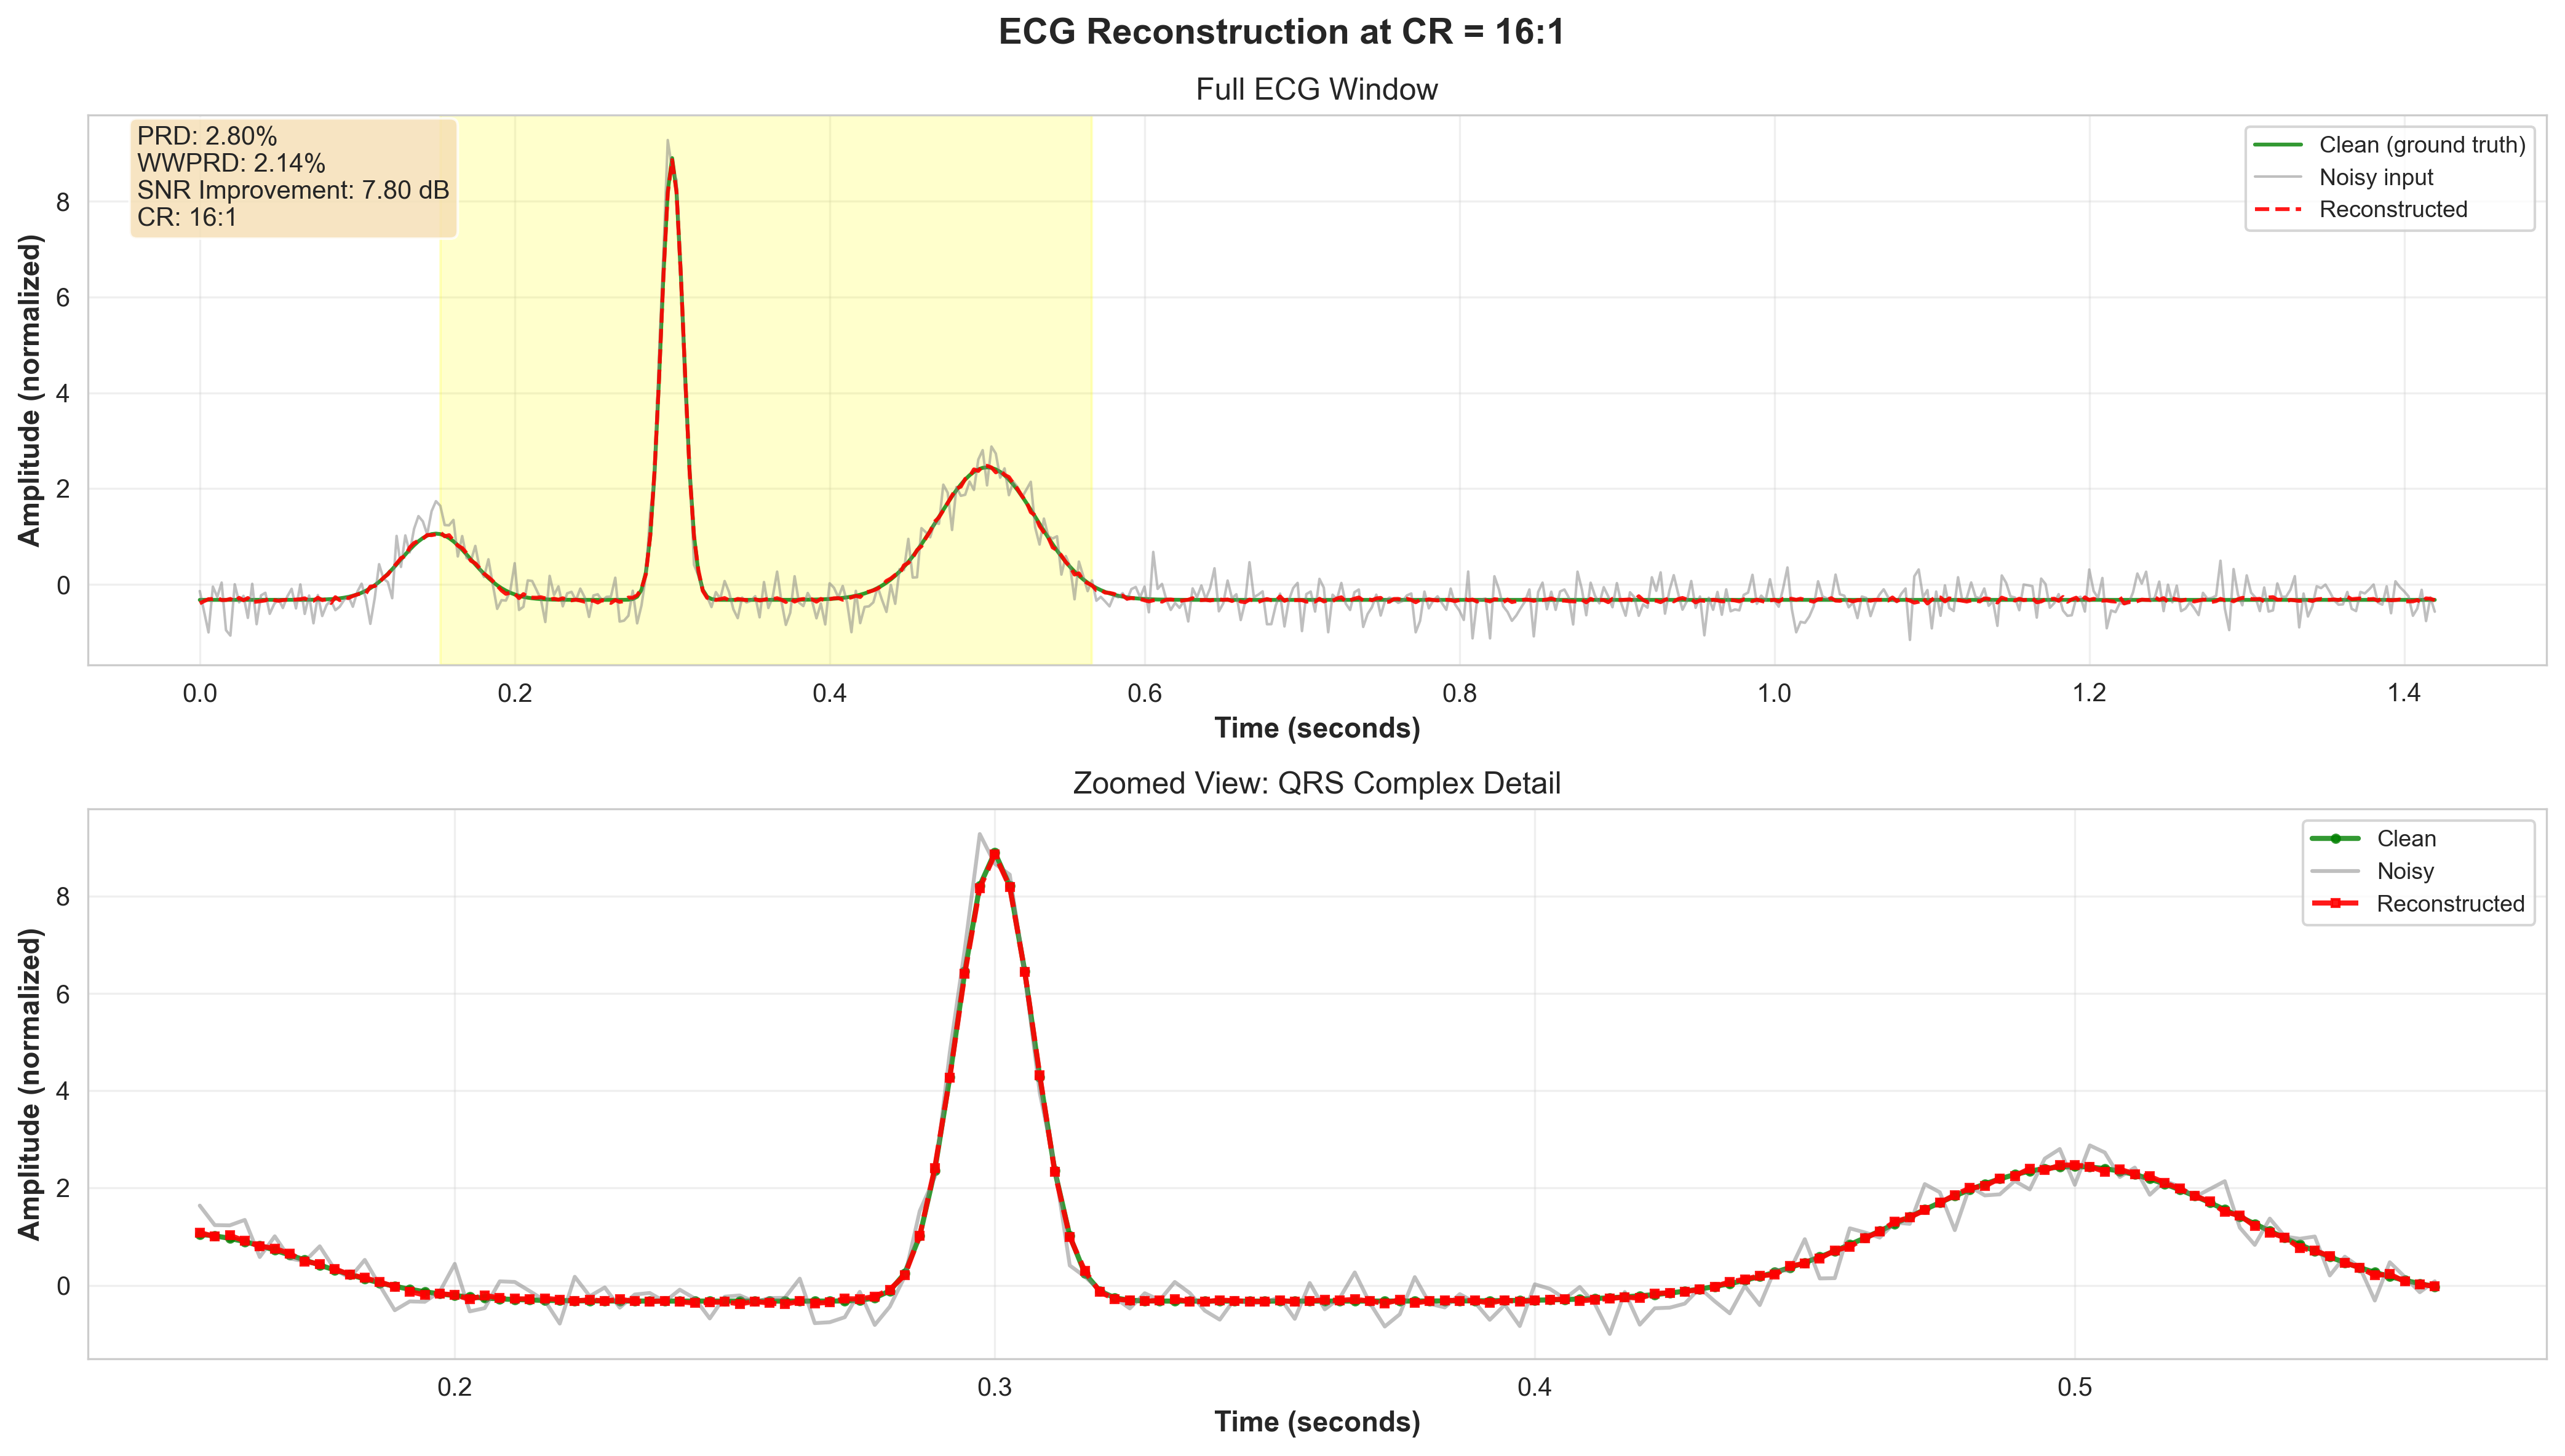 ECG Reconstruction at CR = 16:1
Full ECG Window
PRD: 2.80%
WWPRD: 2.14%
SNR Improvement: 7.80 dB
CR: 16:1
Clean (ground truth)
Noisy input
Reconstructed
Amplitude (normalized)
8
6
4
2
0
0.0 0.2 0.4 0.6 0.8 1.0 1.2 1.4
Time (seconds)
Zoomed View: QRS Complex Detail
Clean
Noisy
Reconstructed
Amplitude (normalized)
8
6
4
2
0
0.2 0.3 0.4 0.5
Time (seconds)